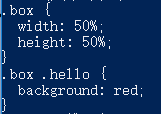 .box {
  width: 50%;
  height: 50%;
}
.box .hello {
  background: red;
}